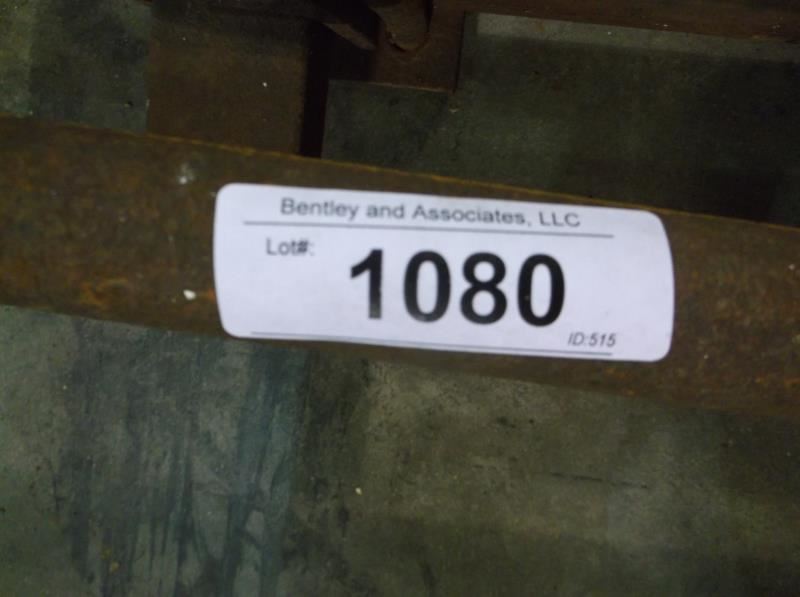 Bentley and Associates, LLC
Lot#:
1080
ID:515